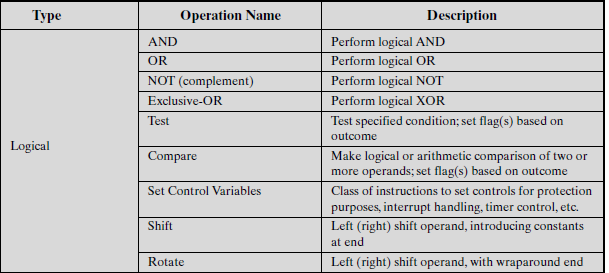 Type Operation Name Description
AND Perform logical AND
OR Perform logical OR
NOT (complement) Perform logical NOT
Exclusive-OR Perform logical XOR
Test Test specified condition; set flag(s) based on
outcome
Logical
Compare Make logical or arithmetic comparison of two or
more operands; set flag(s) based on outcome
Set Control Variables Class of instructions to set controls for protection
purposes, interrupt handling, timer control, etc.
Shift Left (right) shift operand, introducing constants
at end
Rotate Left (right) shift operand, with wraparound end